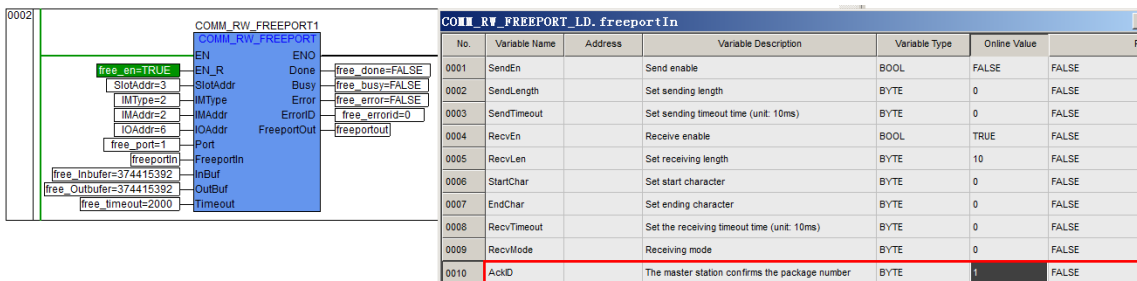 0002
COMM_RW_FREEPORT1
COMM_RW_FREEPORT
EN ENO
free_en=TRUE EN_R Done free_done=FALSE
SlotAddr=3 SlotAddr Busy free_busy=FALSE
IMType=2 IMType Error free_error=FALSE
IMAddr=2 IMAddr ErrorID free_errorid=0
IOAddr=6 IOAddr FreeportOut freeportout
free_port=1 Port
freeportIn FreeportIn
free_Inbufer=374415392 InBuf
free_Outbufer=374415392 OutBuf
free_timeout=2000 Timeout
COMM_RW_FREEPORT_LD.freeportIn
No. Variable Name Address Variable Description Variable Type Online Value
0001 SendEn Send enable BOOL FALSE FALSE
0002 SendLength Set sending length BYTE 0 FALSE
0003 SendTimeout Set sending timeout time (unit: 10ms) BYTE 0 FALSE
0004 RecvEn Receive enable BOOL TRUE FALSE
0005 RecvLen Set receiving length BYTE 10 FALSE
0006 StartChar Set start character BYTE 0 FALSE
0007 EndChar Set ending character BYTE 0 FALSE
0008 RecvTimeout Set the receiving timeout time (unit: 10ms) BYTE 0 FALSE
0009 RecvMode Receiving mode BYTE 0 FALSE
0010 AckID The master station confirms the package number BYTE 1 FALSE